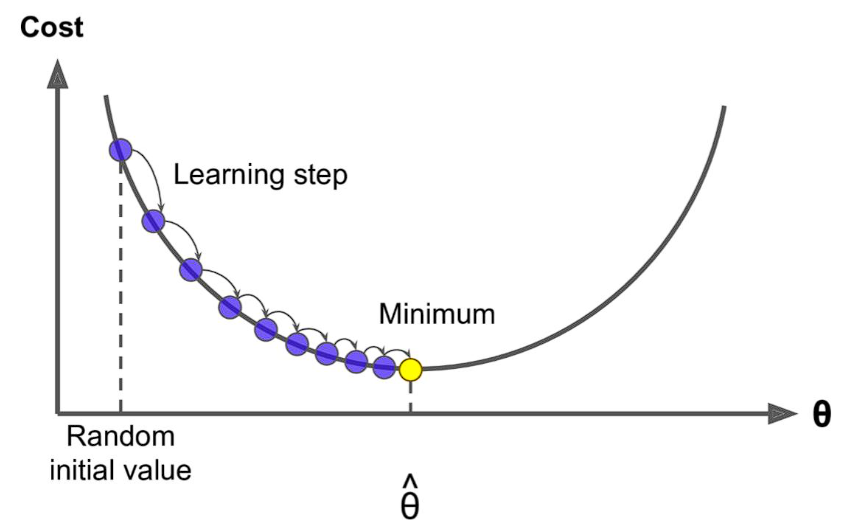 Cost
Learning step
Minimum
θ
Random
initial value
θ̂